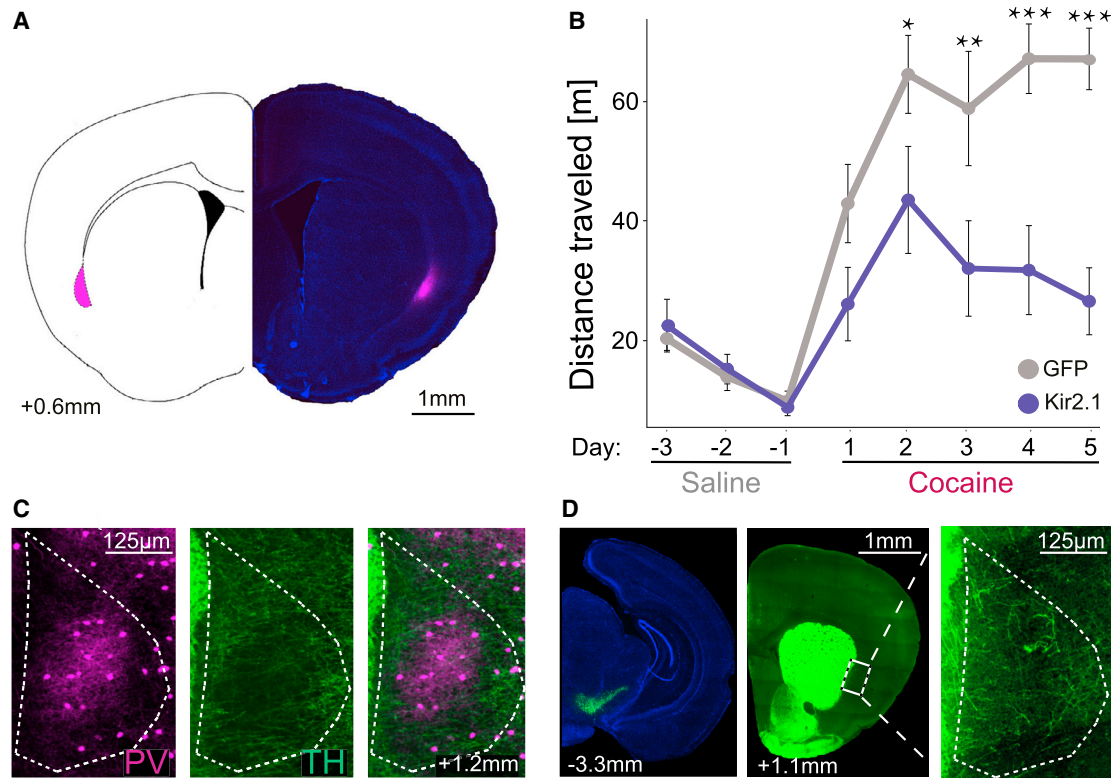 A
+0.6mm
1mm
B
Distance traveled [m]
60
40
20
* ** *** ***
GFP
Kir2.1
Day: -3 -2 -1 1 2 3 4 5
Saline Cocaine
C
125µm
PV
TH
+1.2mm
D
-3.3mm
1mm
+1.1mm
125µm